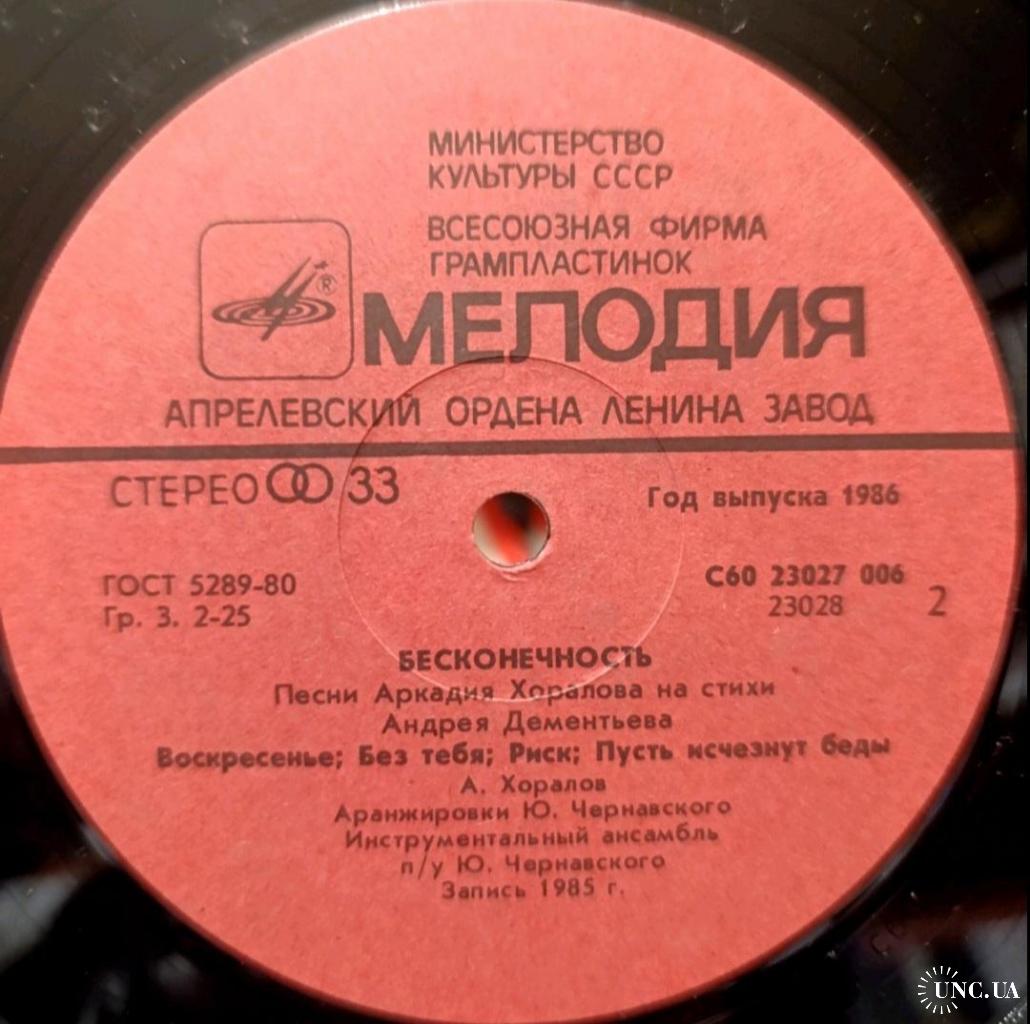 МИНИСТЕРСТВО
КУЛЬТУРЫ СССР
ВСЕСОЮЗНАЯ ФИРМА
ГРАМПЛАСТИНОК
®
МЕЛОДИЯ
АПРЕЛЕВСКИЙ ОРДЕНА ЛЕНИНА ЗАВОД
СТЕРЕО 33
Год выпуска 1986
ГОСТ 5289-80
Гр. 3. 2-25
С60 23027 006
23028
2
БЕСКОНЕЧНОСТЬ
Песни Аркадия Хоралова на стихи
Андрея Дементьева
Воскресенье; Без тебя; Риск; Пусть исчезнут беды
А. Хоралов
Аранжировки Ю. Чернавского
Инструментальный ансамбль
п/у Ю. Чернавского
Запись 1985 г.
UNC.UA